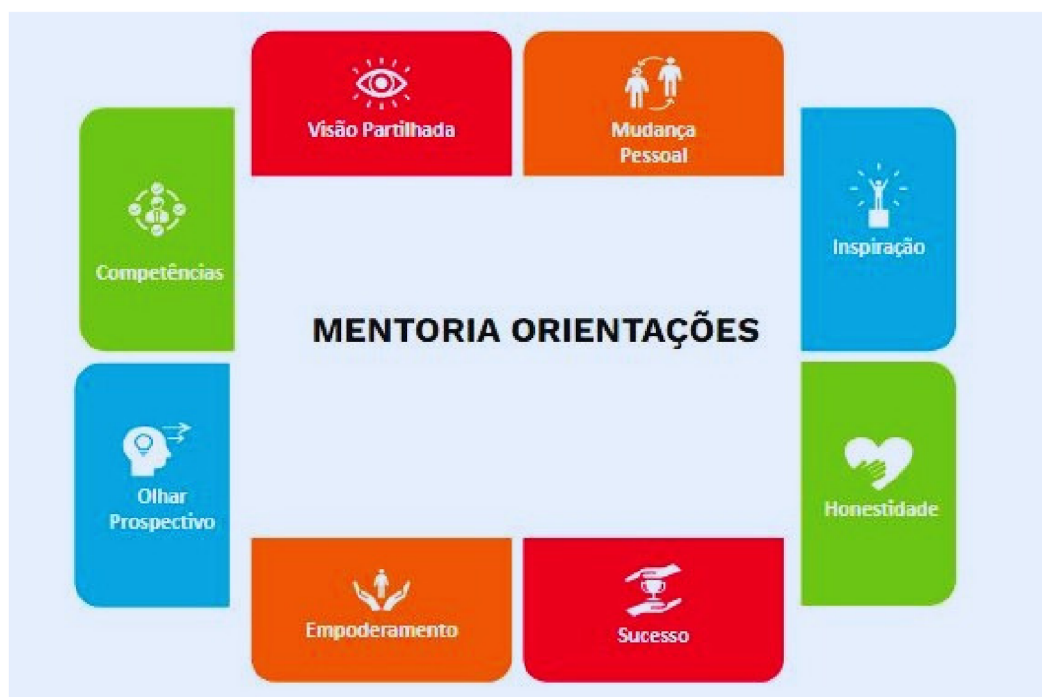 Visão Partilhada
Mudança
Pessoal
Competências
Inspiração
MENTORIA ORIENTAÇÕES
Olhar
Prospectivo
Honestidade
Empoderamento
Sucesso